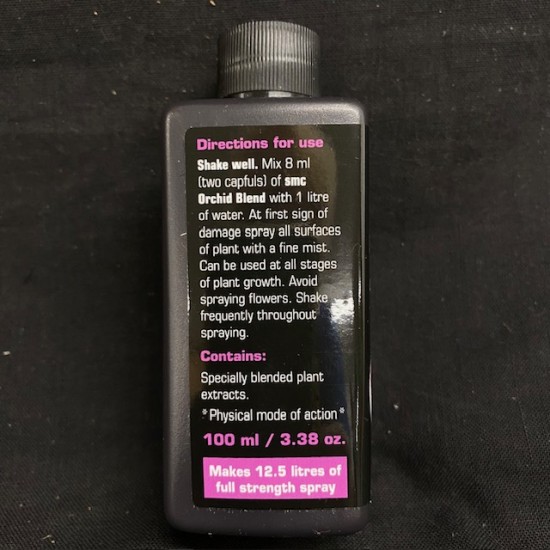 Directions for use
Shake well. Mix 8 ml
(two capfuls) of smc
Orchid Blend with 1 litre
of water. At first sign of
damage spray all surfaces
of plant with a fine mist.
Can be used at all stages
of plant growth. Avoid
spraying flowers. Shake
frequently throughout
spraying.
Contains:
Specially blended plant
extracts.
*Physical mode of action*
100 ml / 3.38 oz.
Makes 12.5 litres of
full strength spray